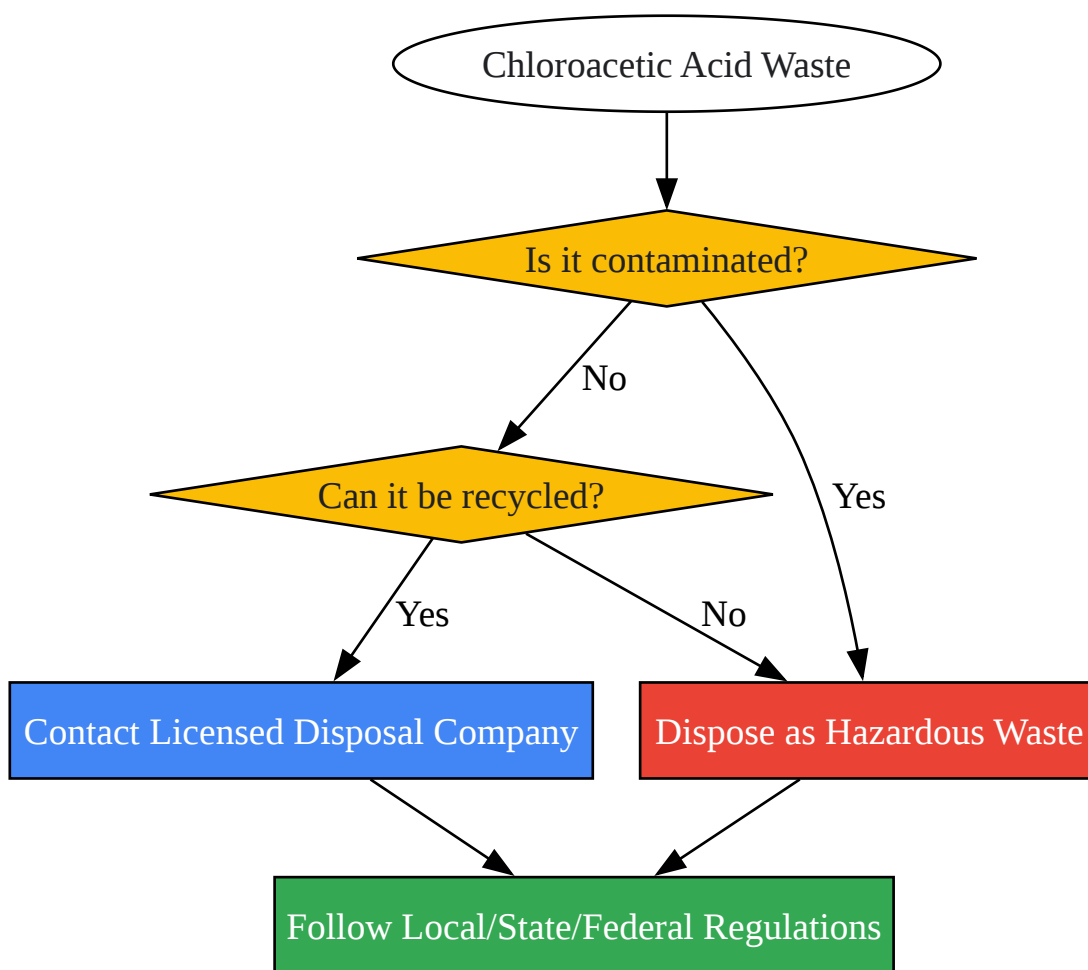 Chloroacetic Acid Waste
Is it contaminated?
No
Can it be recycled?
Yes
Yes
No
Contact Licensed Disposal Company
Dispose as Hazardous Waste
Follow Local/State/Federal Regulations